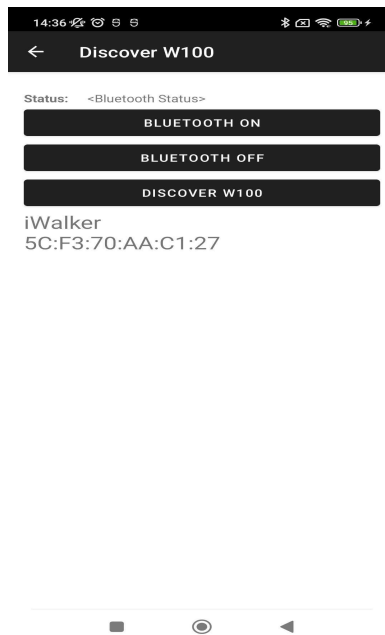 14:36
95
Discover W100
Status: <Bluetooth Status>
BLUETOOTH ON
BLUETOOTH OFF
DISCOVER W100
iWalker
5C:F3:70:AA:C1:27